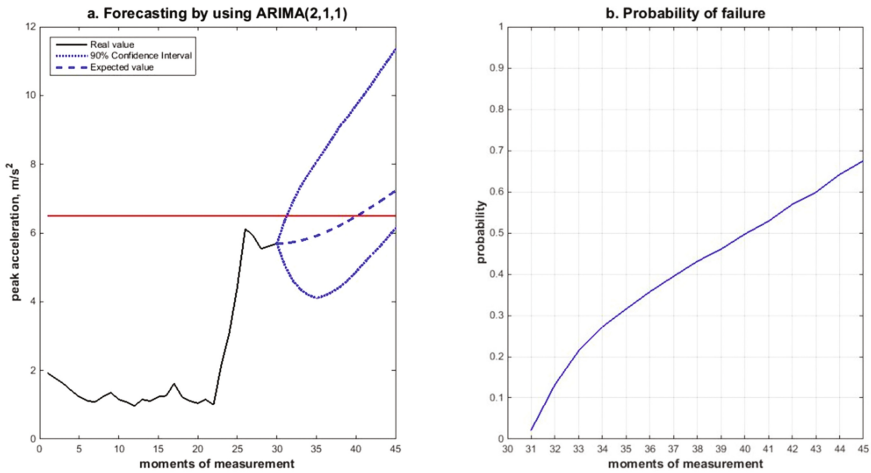 a. Forecasting by using ARIMA(2,1,1)
Real value
90% Confidence Interval
Expected value
12
10
8
6
4
2
0
peak acceleration, m/s²
0 5 10 15 20 25 30 35 40 45
moments of measurement
b. Probability of failure
1
0.9
0.8
0.7
0.6
0.5
0.4
0.3
0.2
0.1
0
probability
30 31 32 33 34 35 36 37 38 39 40 41 42 43 44 45
moments of measurement